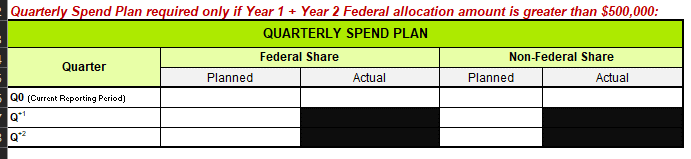 Quarterly Spend Plan required only if Year 1 + Year 2 Federal allocation amount is greater than $500,000:
QUARTERLY SPEND PLAN
Quarter Federal Share Non-Federal Share
Planned Actual Planned Actual
Q0 (Current Reporting Period)
Q+1
Q+2